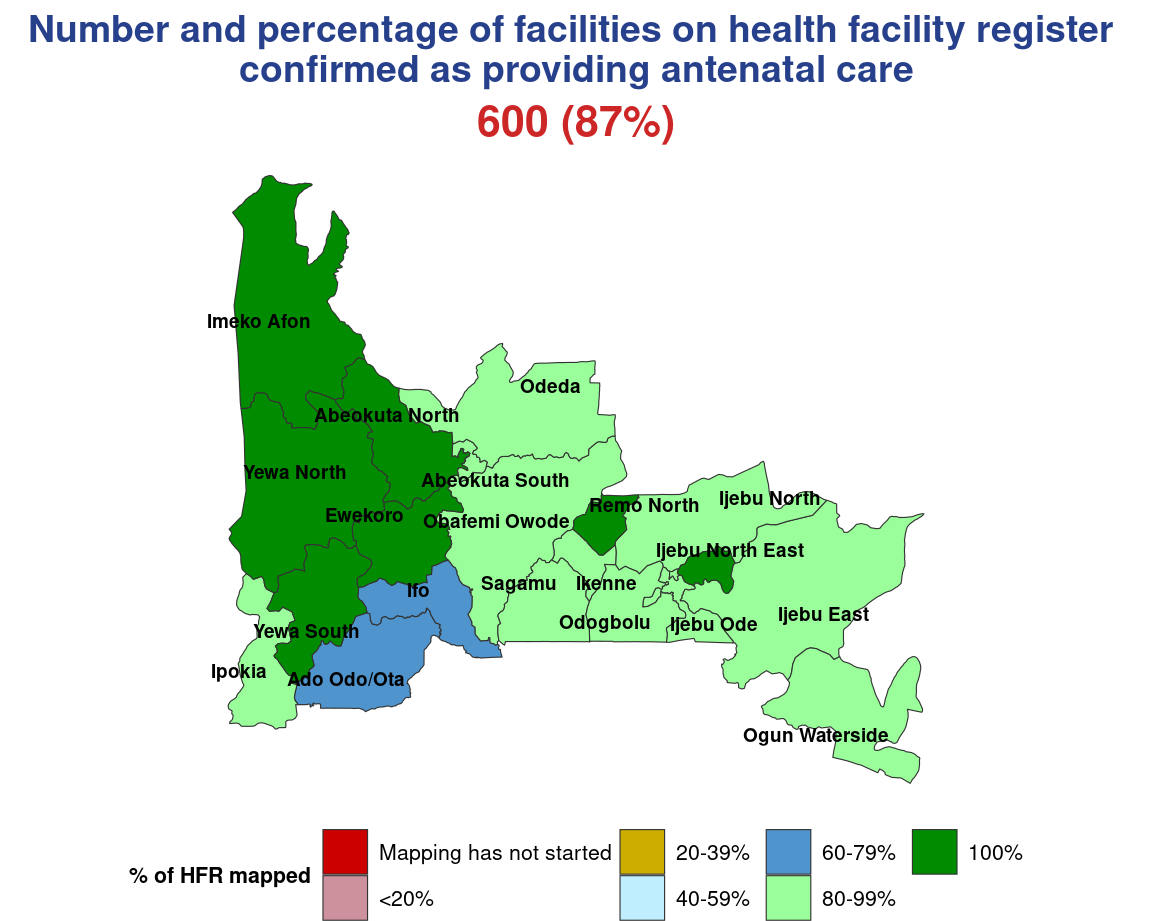 Number and percentage of facilities on health facility register
confirmed as providing antenatal care
600 (87%)
Imeko Afon
Odeda
Abeokuta North
Yewa North
Abeokuta South
Ijebu North
Remo North
Ewekoro
Obafemi Owode
Ijebu North East
Ifo
Sagamu
Ikenne
Ijebu East
Odogbolu
Ijebu Ode
Yewa South
Ipokia
Ado Odo/Ota
Ogun Waterside
% of HFR mapped
Mapping has not started
<20%
20-39%
40-59%
60-79%
80-99%
100%